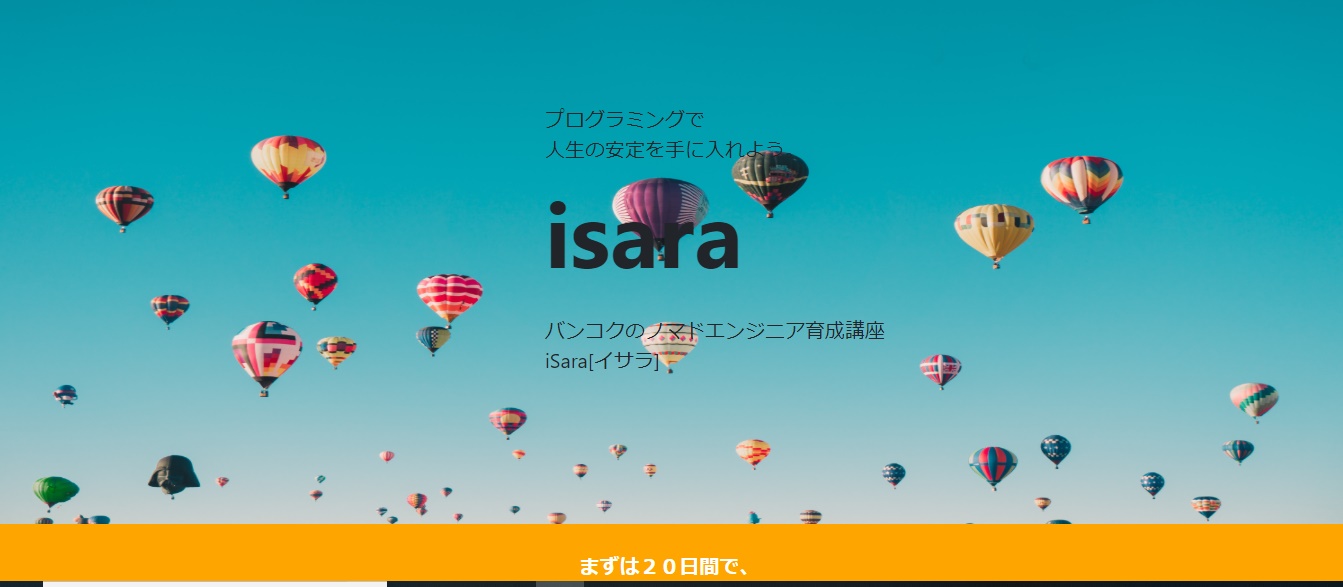 プログラミングで
人生の安定を手に入れよう
isara
バンコクのノマドエンジニア育成講座
iSara[イサラ]
まずは２０日間で、